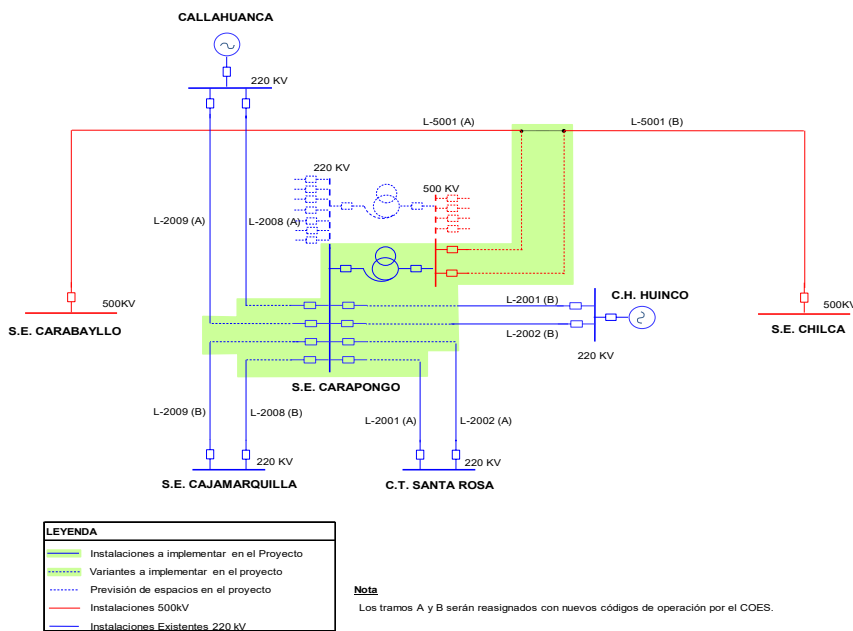 CALLAHUANCA
220 KV
L-5001 (A)
L-5001 (B)
220 KV
500 KV
L-2009 (A)
L-2008 (A)
C.H. HUINCO
L-2001 (B)
500KV
500KV
S.E. CARABAYLLO
S.E. CHILCA
L-2002 (B)
220 KV
S.E. CARAPONGO
L-2009 (B)
L-2008 (B)
L-2001 (A)
L-2002 (A)
220 KV
220 KV
S.E. CAJAMARQUILLA
C.T. SANTA ROSA
LEYENDA
Instalaciones a implementar en el Proyecto
Variantes a implementar en el proyecto
Previsión de espacios en el proyecto
Instalaciones 500kV
Instalaciones Existentes 220 kV
Nota
Los tramos A y B serán reasignados con nuevos códigos de operación por el COES.